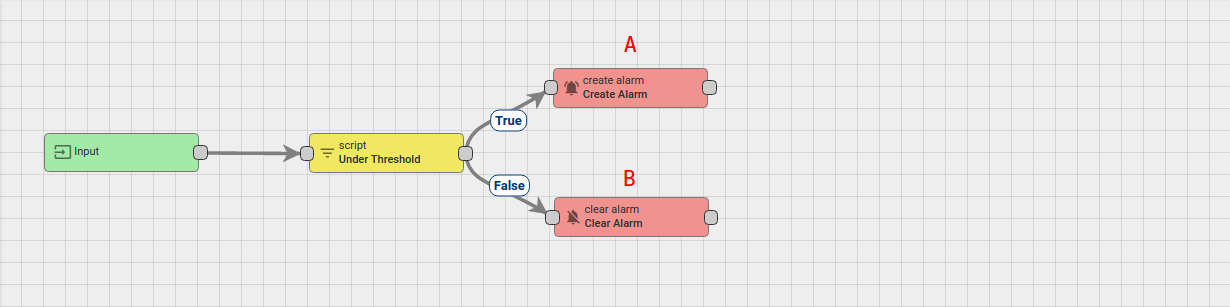 A
create alarm
Create Alarm
True
Input
script
Under Threshold
False
B
clear alarm
Clear Alarm